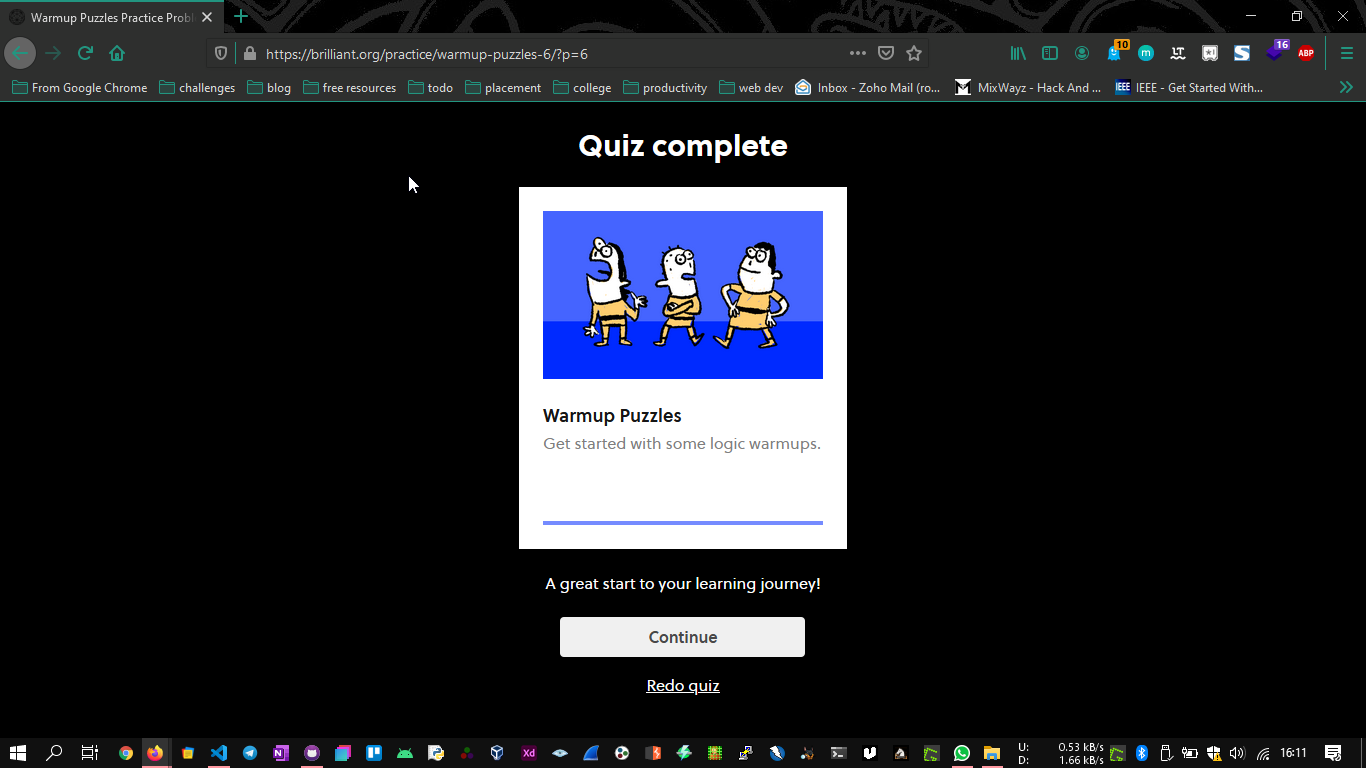 Warmup Puzzles Practice Probl
https://brilliant.org/practice/warmup-puzzles-6/?p=6
10
m
LT
S
16
ABP
From Google Chrome
challenges
blog
free resources
todo
placement
college
productivity
web dev
Inbox - Zoho Mail (ro...
MixWayz - Hack And ...
IEEE
IEEE - Get Started With...
Quiz complete
Warmup Puzzles
Get started with some logic warmups.
A great start to your learning journey!
Continue
Redo quiz
N
Xd
U: 0.53 kB/s
D: 1.66 kB/s
16:11